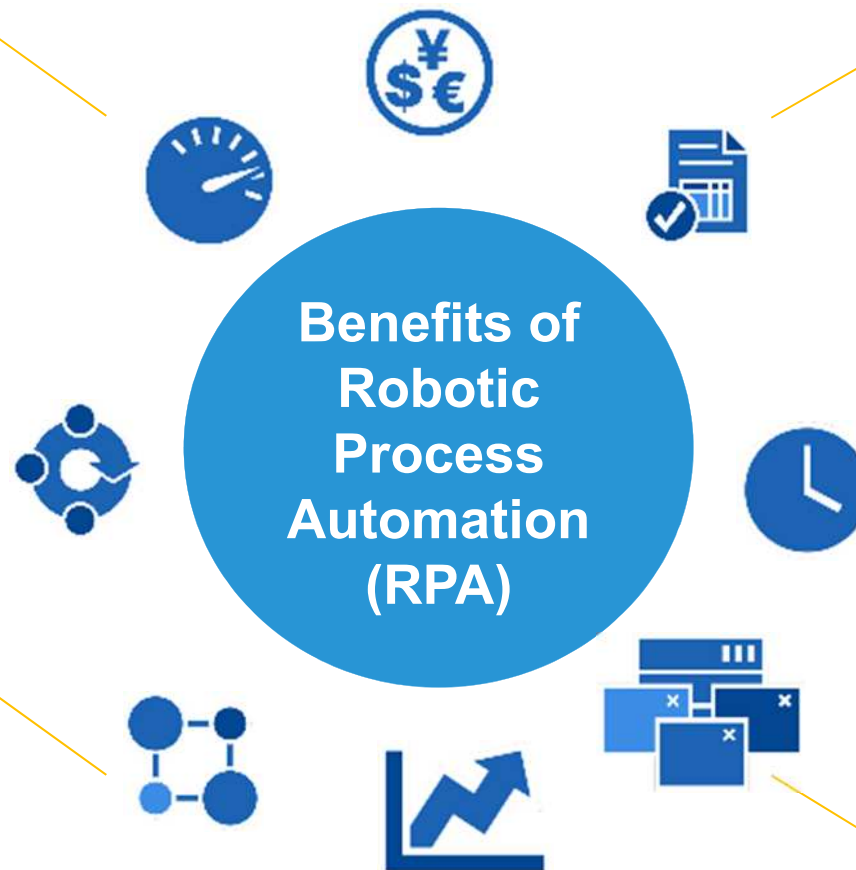 ¥
$ €
Benefits of
Robotic
Process
Automation
(RPA)